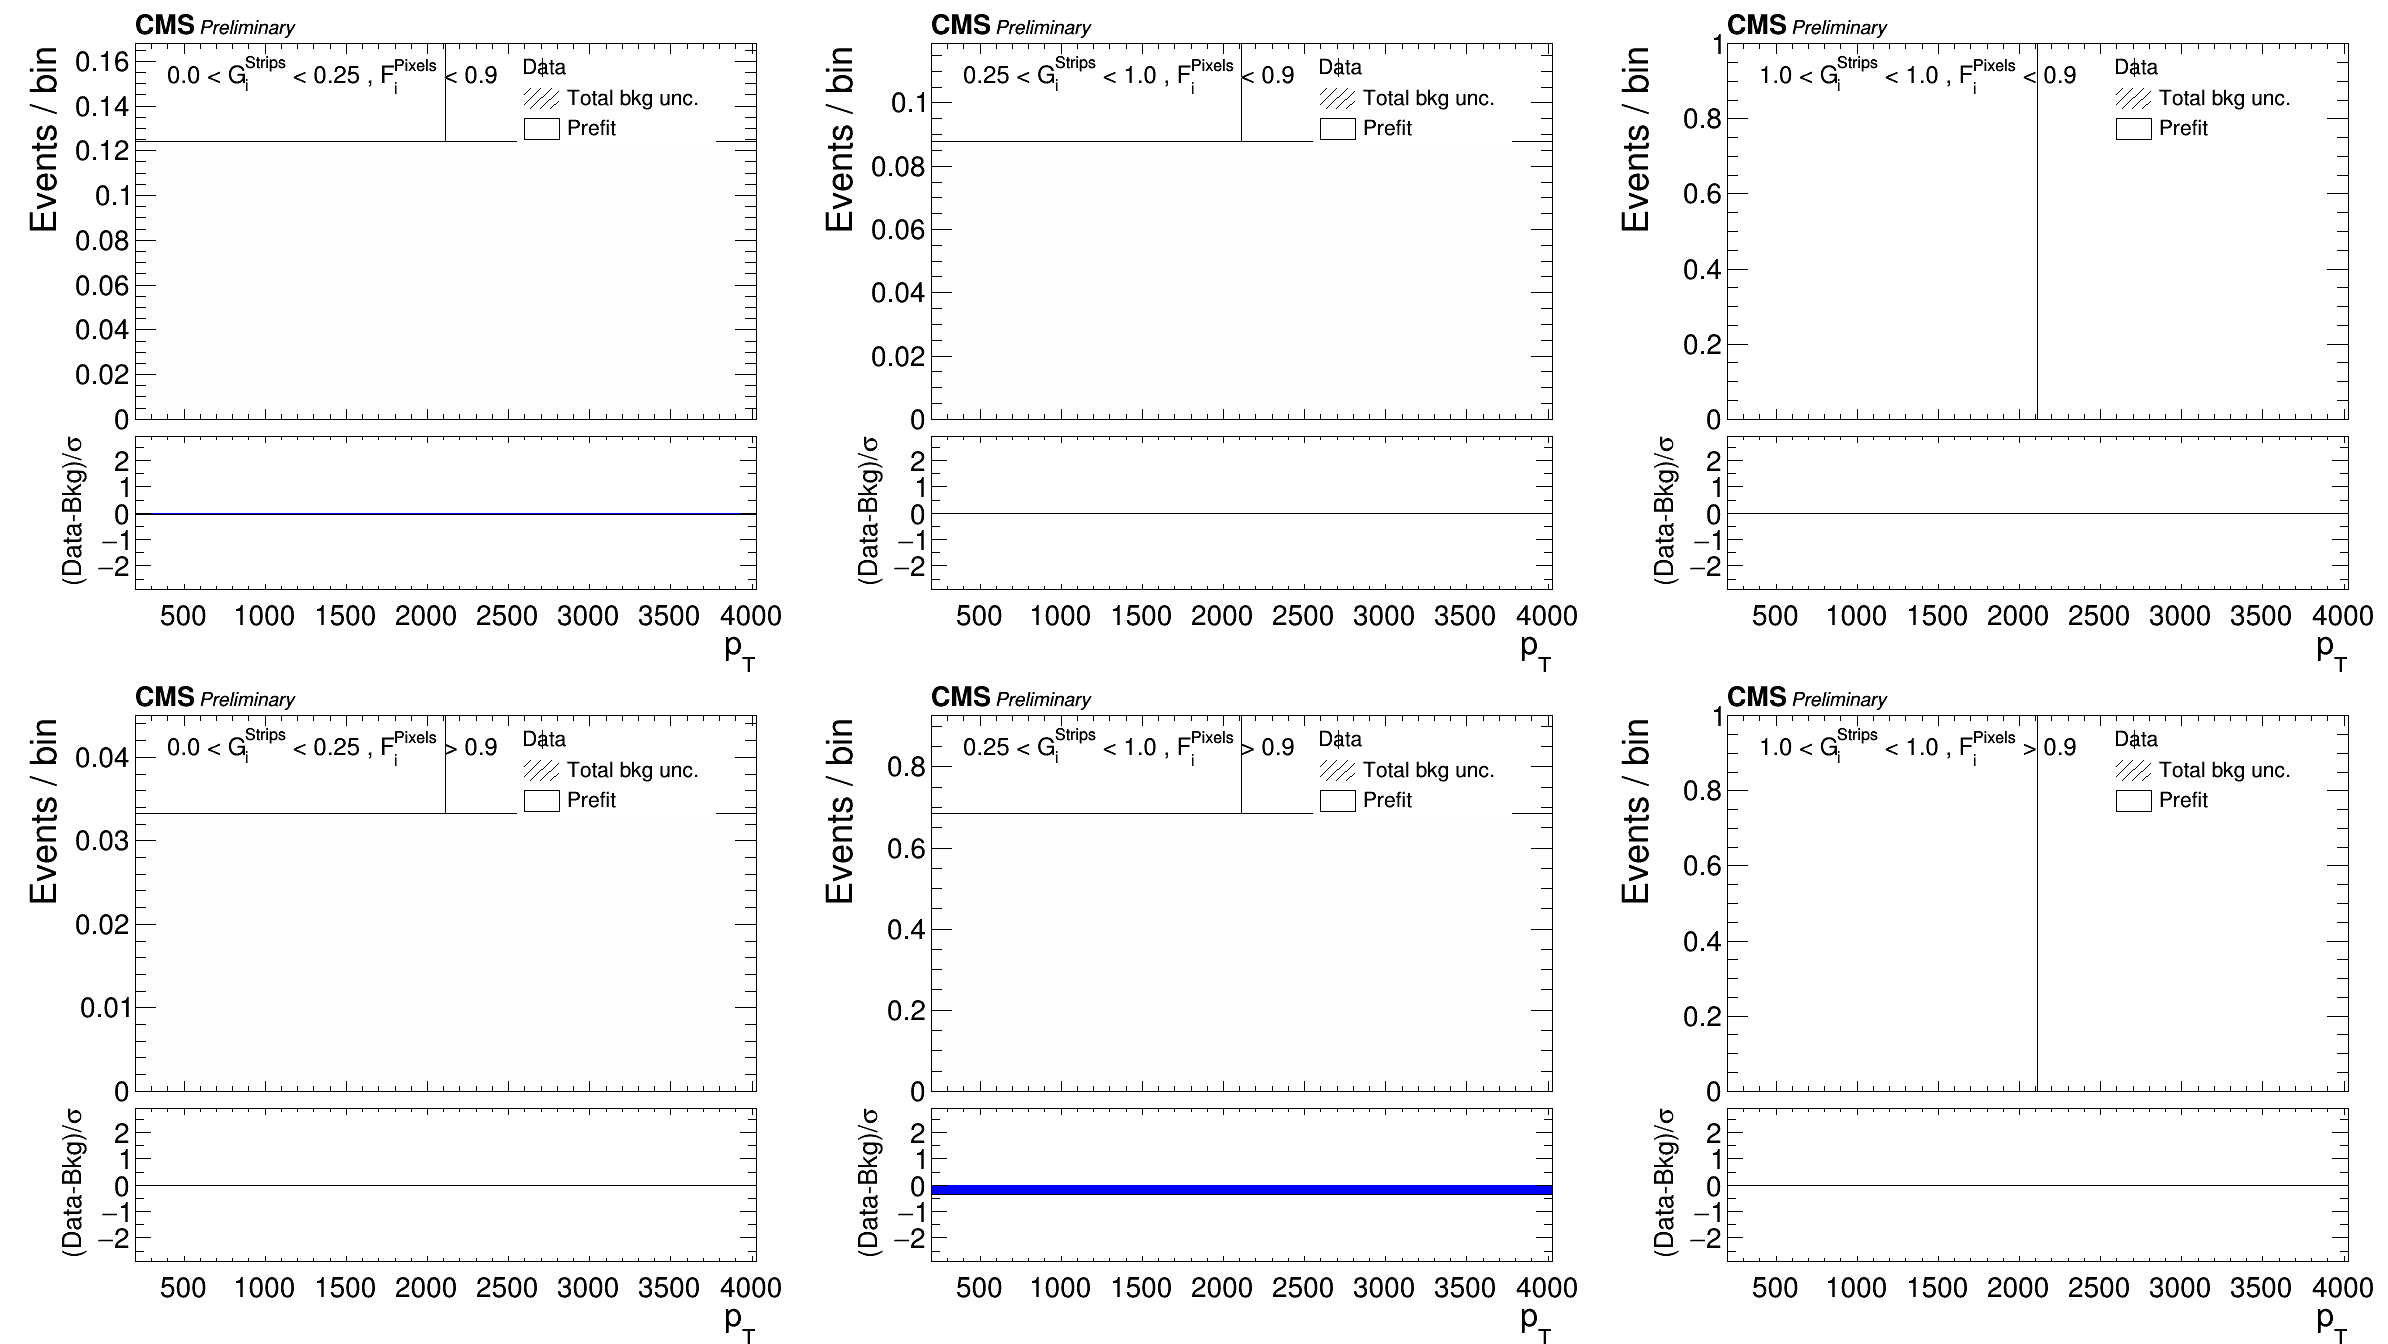 CMS Preliminary
Events / bin
0.0 < G_i^Strips < 0.25 , F_i^Pixels < 0.9
Data
Total bkg unc.
Prefit
0.16
0.14
0.12
0.1
0.08
0.06
0.04
0.02
0
(Data-Bkg)/σ
2
1
0
−1
−2
500 1000 1500 2000 2500 3000 3500 4000
p_T
CMS Preliminary
Events / bin
0.25 < G_i^Strips < 1.0 , F_i^Pixels < 0.9
Data
Total bkg unc.
Prefit
0.1
0.08
0.06
0.04
0.02
0
(Data-Bkg)/σ
2
1
0
−1
−2
500 1000 1500 2000 2500 3000 3500 4000
p_T
CMS Preliminary
Events / bin
1.0 < G_i^Strips < 1.0 , F_i^Pixels < 0.9
Data
Total bkg unc.
Prefit
1
0.8
0.6
0.4
0.2
0
(Data-Bkg)/σ
2
1
0
−1
−2
500 1000 1500 2000 2500 3000 3500 4000
p_T
CMS Preliminary
Events / bin
0.0 < G_i^Strips < 0.25 , F_i^Pixels > 0.9
Data
Total bkg unc.
Prefit
0.04
0.03
0.02
0.01
0
(Data-Bkg)/σ
2
1
0
−1
−2
500 1000 1500 2000 2500 3000 3500 4000
p_T
CMS Preliminary
Events / bin
0.25 < G_i^Strips < 1.0 , F_i^Pixels > 0.9
Data
Total bkg unc.
Prefit
0.8
0.6
0.4
0.2
0
(Data-Bkg)/σ
2
1
0
−1
−2
500 1000 1500 2000 2500 3000 3500 4000
p_T
CMS Preliminary
Events / bin
1.0 < G_i^Strips < 1.0 , F_i^Pixels > 0.9
Data
Total bkg unc.
Prefit
1
0.8
0.6
0.4
0.2
0
(Data-Bkg)/σ
2
1
0
−1
−2
500 1000 1500 2000 2500 3000 3500 4000
p_T